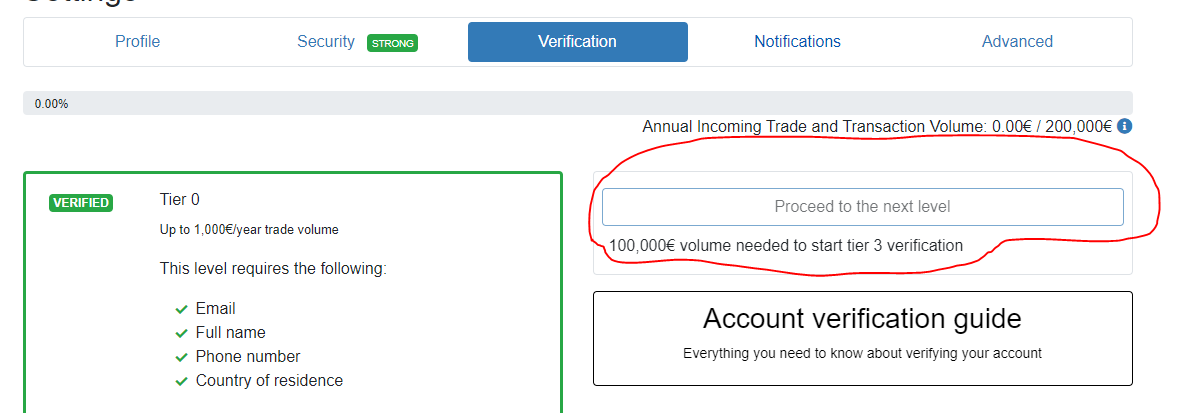 Profile
Security STRONG
Verification
Notifications
Advanced
0.00%
Annual Incoming Trade and Transaction Volume: 0.00€ / 200,000€
VERIFIED
Tier 0
Up to 1,000€/year trade volume
This level requires the following:
Email
Full name
Phone number
Country of residence
Proceed to the next level
100,000€ volume needed to start tier 3 verification
Account verification guide
Everything you need to know about verifying your account